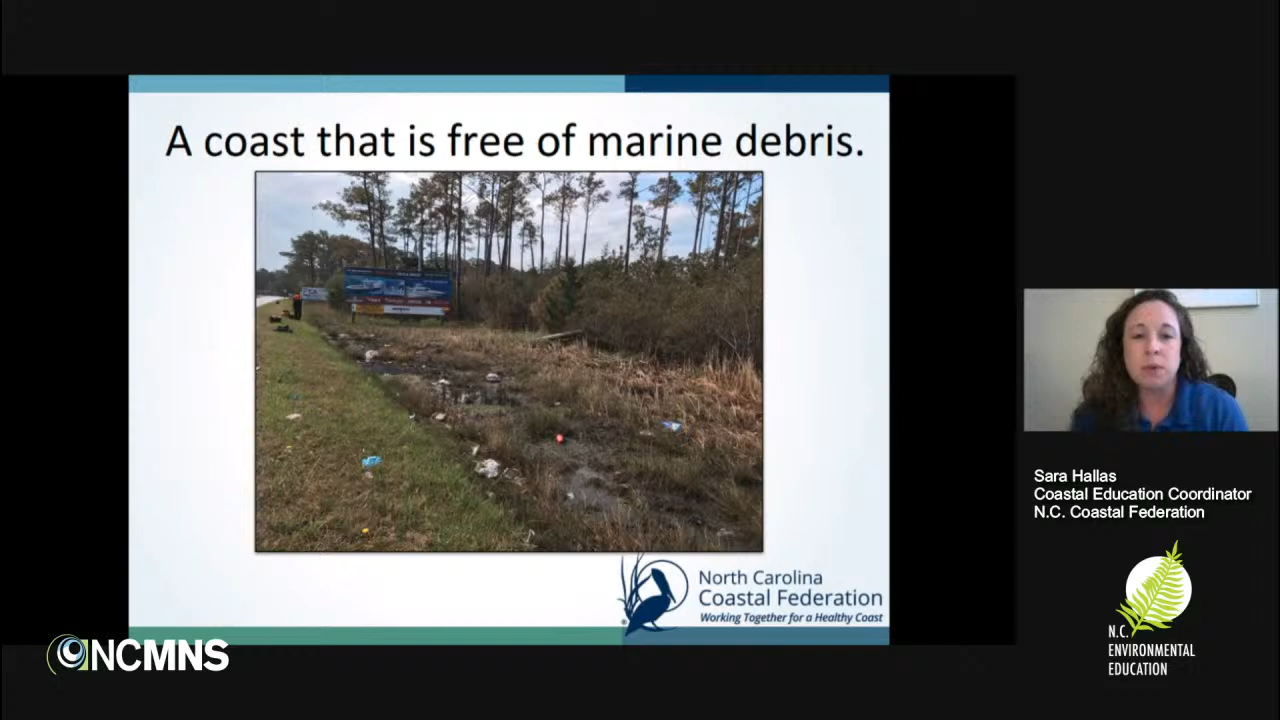 A coast that is free of marine debris.
North Carolina
Coastal Federation
Working Together for a Healthy Coast
Sara Hallas
Coastal Education Coordinator
N.C. Coastal Federation
NCMNS
N.C.
ENVIRONMENTAL
EDUCATION